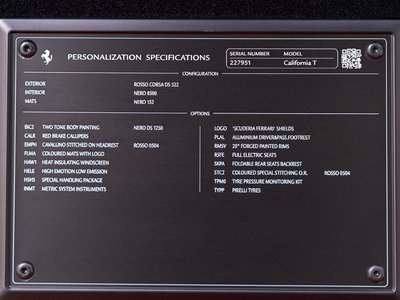 PERSONALIZATION SPECIFICATIONS
SERIAL NUMBER MODEL
227951 California T
CONFIGURATION
EXTERIOR ROSSO CORSA DS 322
INTERIOR NERO 8500
MATS NERO 152
OPTIONS
BIC2 TWO TONE BODY PAINTING NERO DS 1250
CALR RED BRAKE CALLIPERS
EMPH CAVALLINO STITCHED ON HEADREST ROSSO 0504
FLMA COLOURED MATS WITH LOGO
HAW1 HEAT INSULATING WINDSCREEN
HELE HIGH EMOTION LOW EMISSION
HSHS SPECIAL HANDLING PACKAGE
INMT METRIC SYSTEM INSTRUMENTS
LOGO 'SCUDERIA FERRARI' SHIELDS
PLAL ALUMINIUM DRIVER&PASS.FOOTREST
RMSV 20" FORGED PAINTED RIMS
RSFE FULL ELECTRIC SEATS
SKPA FOLDABLE REAR SEATS BACKREST
STC2 COLOURED SPECIAL STITCHING O.R. ROSSO 0504
TPM0 TYRE PRESSURE MONITORING KIT
TYPP PIRELLI TYRES